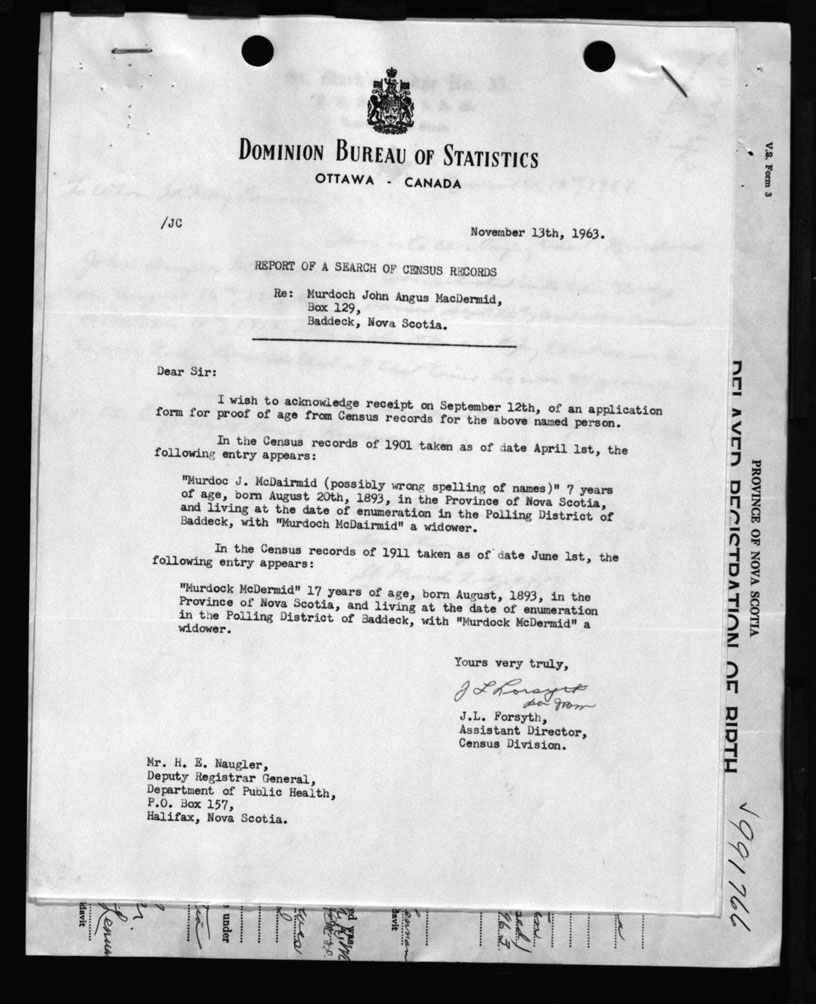 DOMINION BUREAU OF STATISTICS
OTTAWA - CANADA
/JC
November 13th, 1963.
REPORT OF A SEARCH OF CENSUS RECORDS
Re: Murdoch John Angus MacDermid,
Box 129,
Baddeck, Nova Scotia.
Dear Sir:
I wish to acknowledge receipt on September 12th, of an application
form for proof of age from Census records for the above named person.
In the Census records of 1901 taken as of date April 1st, the
following entry appears:
"Murdoc J. McDairmid (possibly wrong spelling of names)" 7 years
of age, born August 20th, 1893, in the Province of Nova Scotia,
and living at the date of enumeration in the Polling District of
Baddeck, with "Murdoch McDairmid" a widower.
In the Census records of 1911 taken as of date June 1st, the
following entry appears:
"Murdock McDermid" 17 years of age, born August, 1893, in the
Province of Nova Scotia, and living at the date of enumeration
in the Polling District of Baddeck, with "Murdock McDermid" a
widower.
Yours very truly,
J L Forsyth
J.L. Forsyth,
Assistant Director,
Census Division.
Mr. H. E. Naugler,
Deputy Registrar General,
Department of Public Health,
P.O. Box 157,
Halifax, Nova Scotia.
V.S. Form 3
PROVINCE OF NOVA SCOTIA
DELAYED REGISTRATION OF BIRTH
991766
davit
under
davit